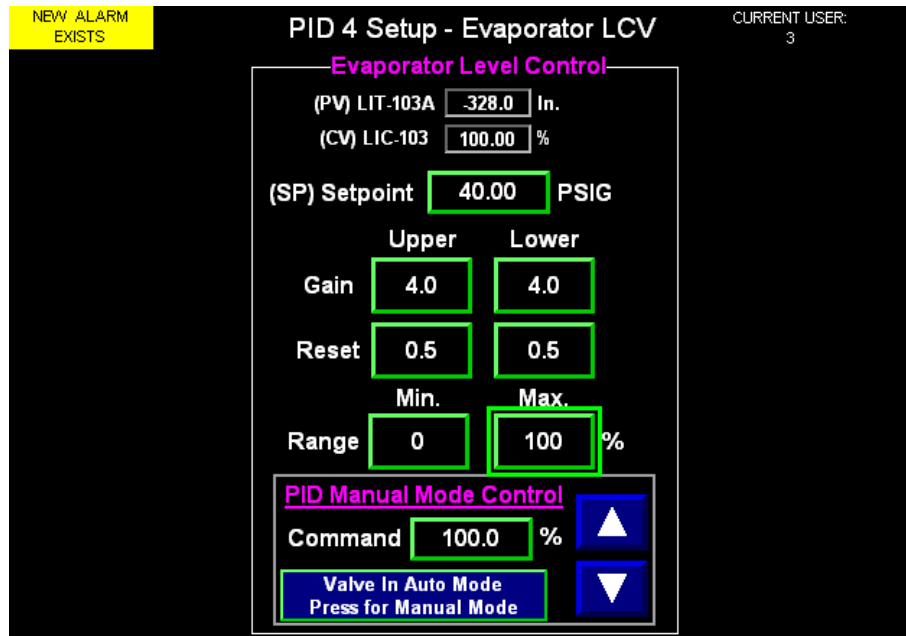 NEW ALARM
EXISTS
PID 4 Setup - Evaporator LCV
CURRENT USER:
3
Evaporator Level Control
(PV) LIT-103A -328.0 In.
(CV) LIC-103 100.00 %
(SP) Setpoint 40.00 PSIG
Upper Lower
Gain 4.0 4.0
Reset 0.5 0.5
Min. Max.
Range 0 100 %
PID Manual Mode Control
Command 100.0 %
Valve In Auto Mode
Press for Manual Mode